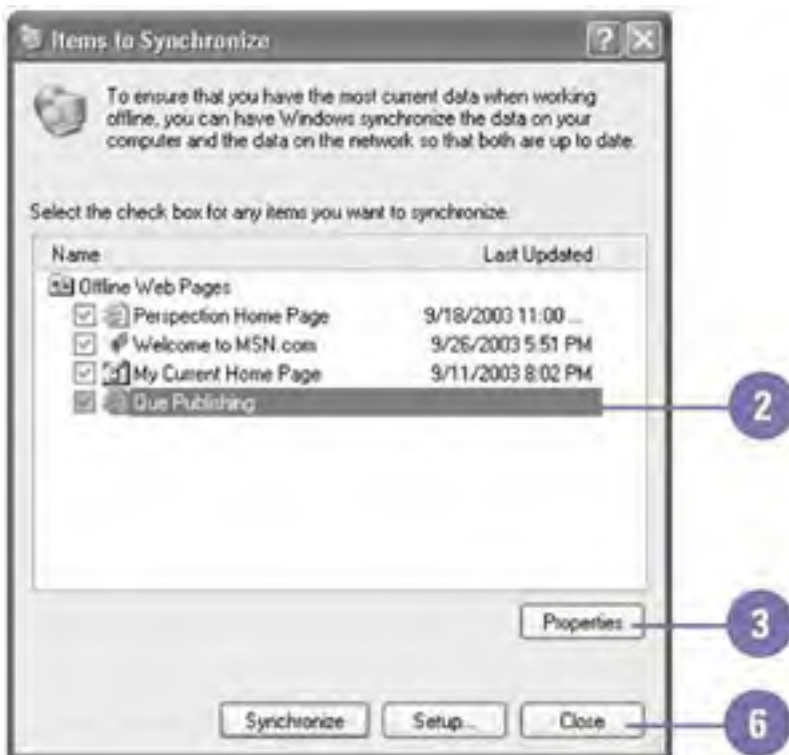 Items to Synchronize
To ensure that you have the most current data when working
offline, you can have Windows synchronize the data on your
computer and the data on the network so that both are up to date.
Select the check box for any items you want to synchronize.
Name Last Updated
Offline Web Pages
Perspection Home Page 9/18/2003 11:00 ...
Welcome to MSN.com 9/26/2003 5:51 PM
My Current Home Page 9/11/2003 8:02 PM
Que Publishing
2
Properties
3
Synchronize Setup... Close
6